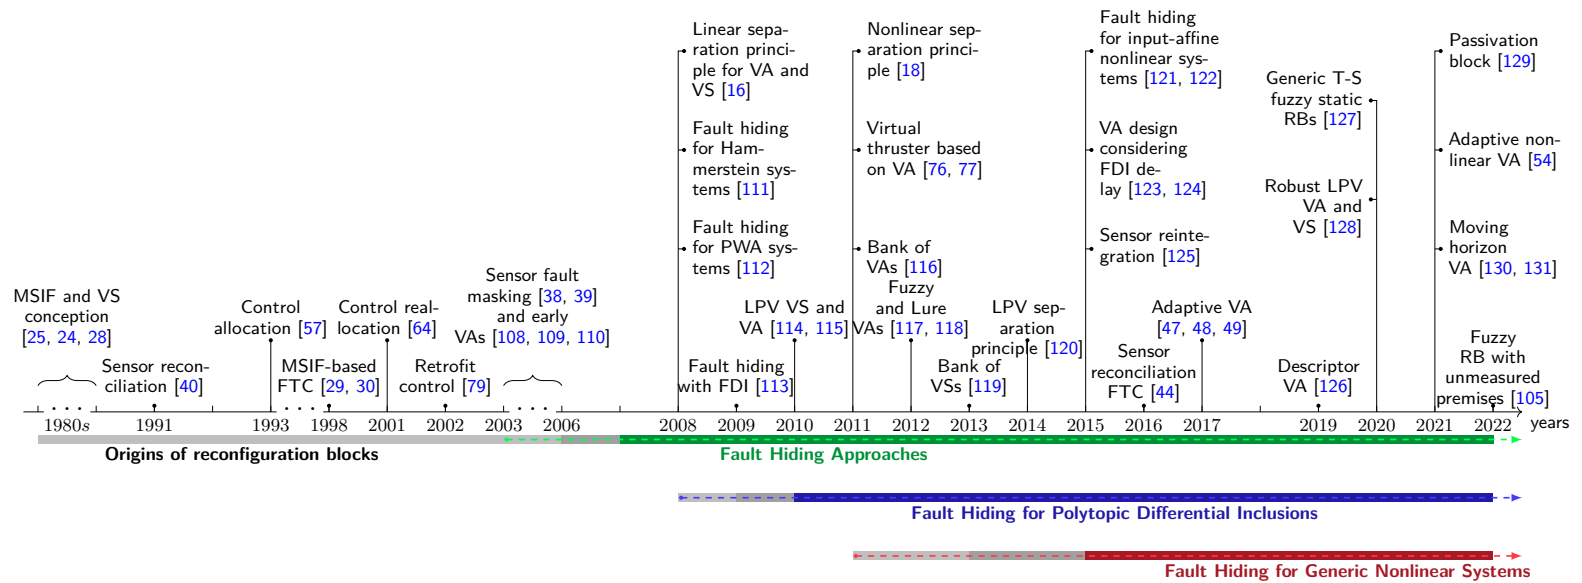 MSIF and VS
conception
[25, 24, 28]
Sensor recon-
ciliation [40]
Control
allocation [57]
MSIF-based
FTC [29, 30]
Control real-
location [64]
Retrofit
control [79]
Sensor fault
masking [38, 39]
and early
VAs [108, 109, 110]
Linear sepa-
ration princi-
ple for VA and
VS [16]
Fault hiding
for Ham-
merstein sys-
tems [111]
Fault hiding
for PWA sys-
tems [112]
Fault hiding
with FDI [113]
LPV VS and
VA [114, 115]
Nonlinear sep-
aration princi-
ple [18]
Virtual
thruster based
on VA [76, 77]
Bank of
VAs [116]
Fuzzy
and Lure
VAs [117, 118]
Bank of
VSs [119]
LPV sep-
aration
principle [120]
Fault hiding
for input-affine
nonlinear sys-
tems [121, 122]
VA design
considering
FDI de-
lay [123, 124]
Sensor reinte-
gration [125]
Sensor
reconciliation
FTC [44]
Adaptive VA
[47, 48, 49]
Descriptor
VA [126]
Generic T-S
fuzzy static
RBs [127]
Robust LPV
VA and
VS [128]
Passivation
block [129]
Adaptive non-
linear VA [54]
Moving
horizon
VA [130, 131]
Fuzzy
RB with
unmeasured
premises [105]
1980s 1991 1993 1998 2001 2002 2003 2006 2008 2009 2010 2011 2012 2013 2014 2015 2016 2017 2019 2020 2021 2022 years
Origins of reconfiguration blocks
Fault Hiding Approaches
Fault Hiding for Polytopic Differential Inclusions
Fault Hiding for Generic Nonlinear Systems